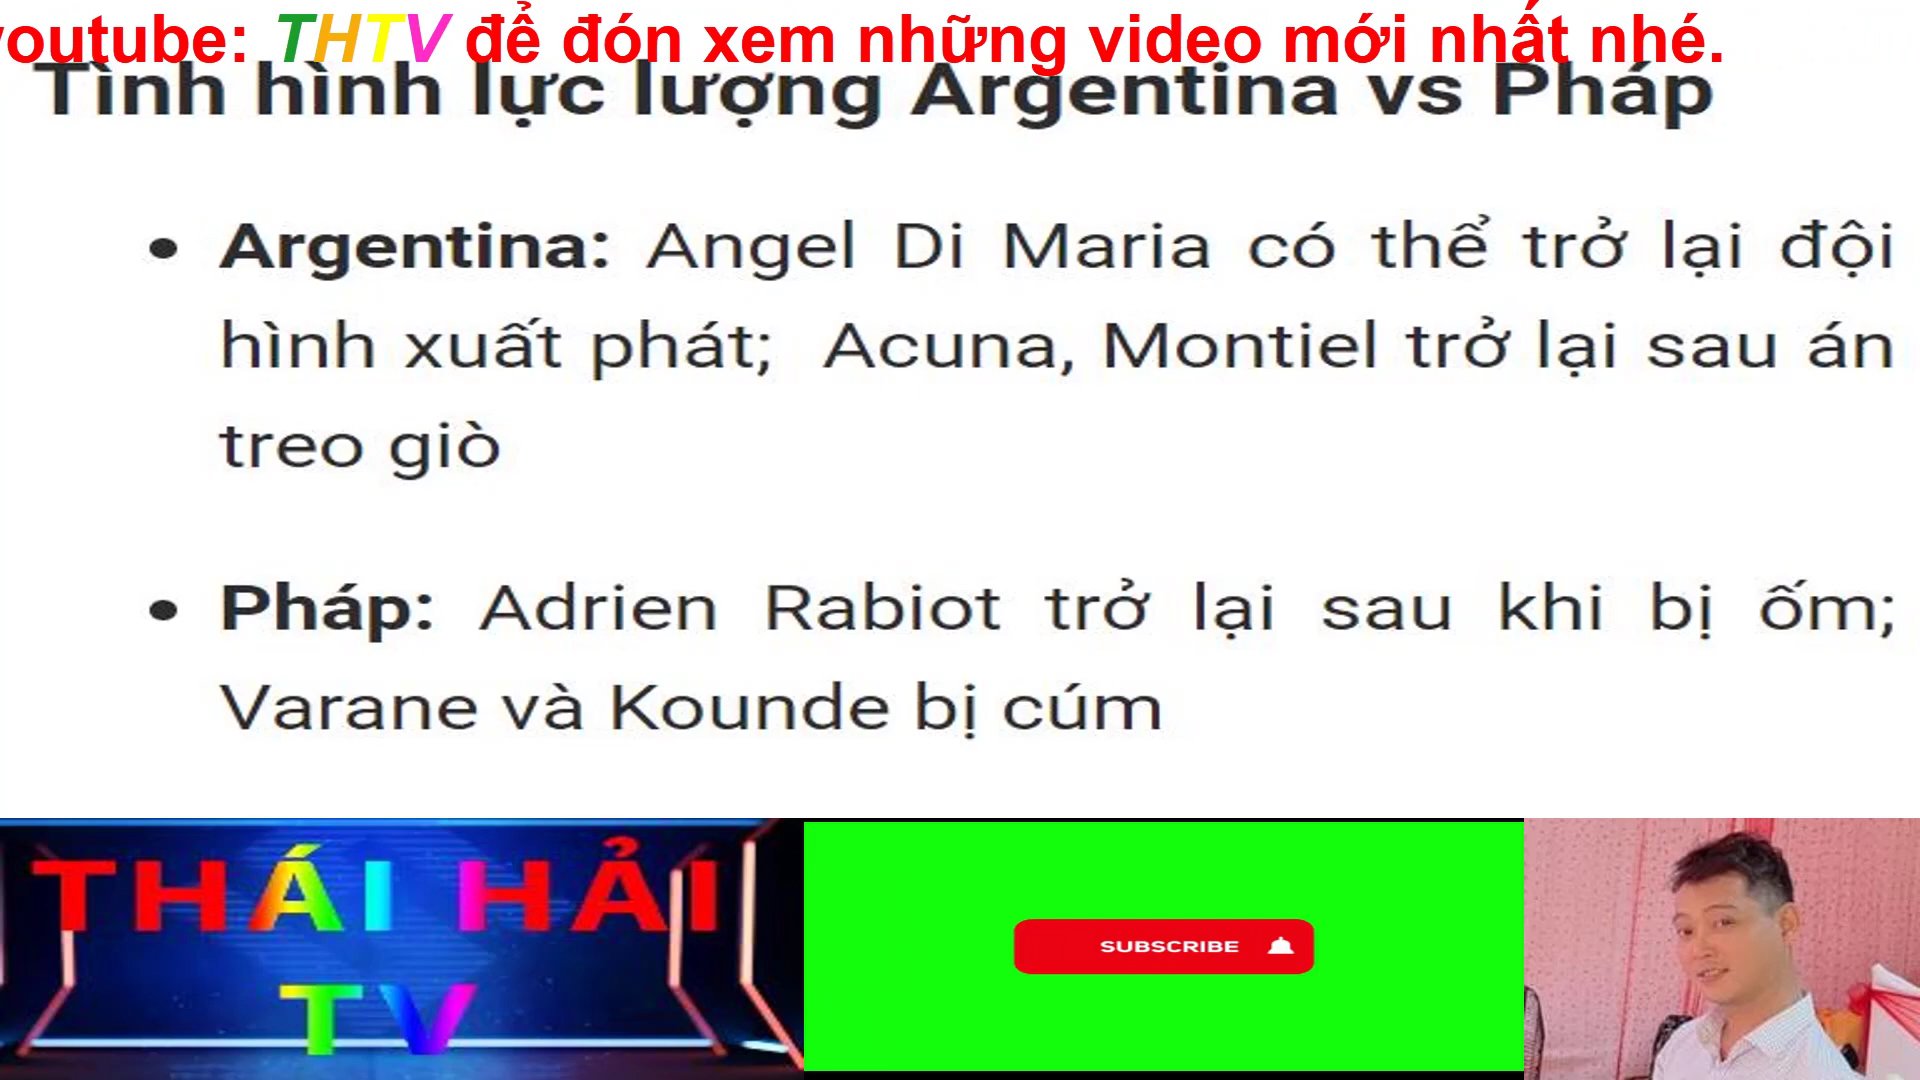 youtube: THTV để đón xem những video mới nhất nhé.
Tình hình lực lượng Argentina vs Pháp
• Argentina: Angel Di Maria có thể trở lại đội
hình xuất phát; Acuna, Montiel trở lại sau án
treo giò
• Pháp: Adrien Rabiot trở lại sau khi bị ốm;
Varane và Kounde bị cúm
THÁI HẢI
TV
SUBSCRIBE